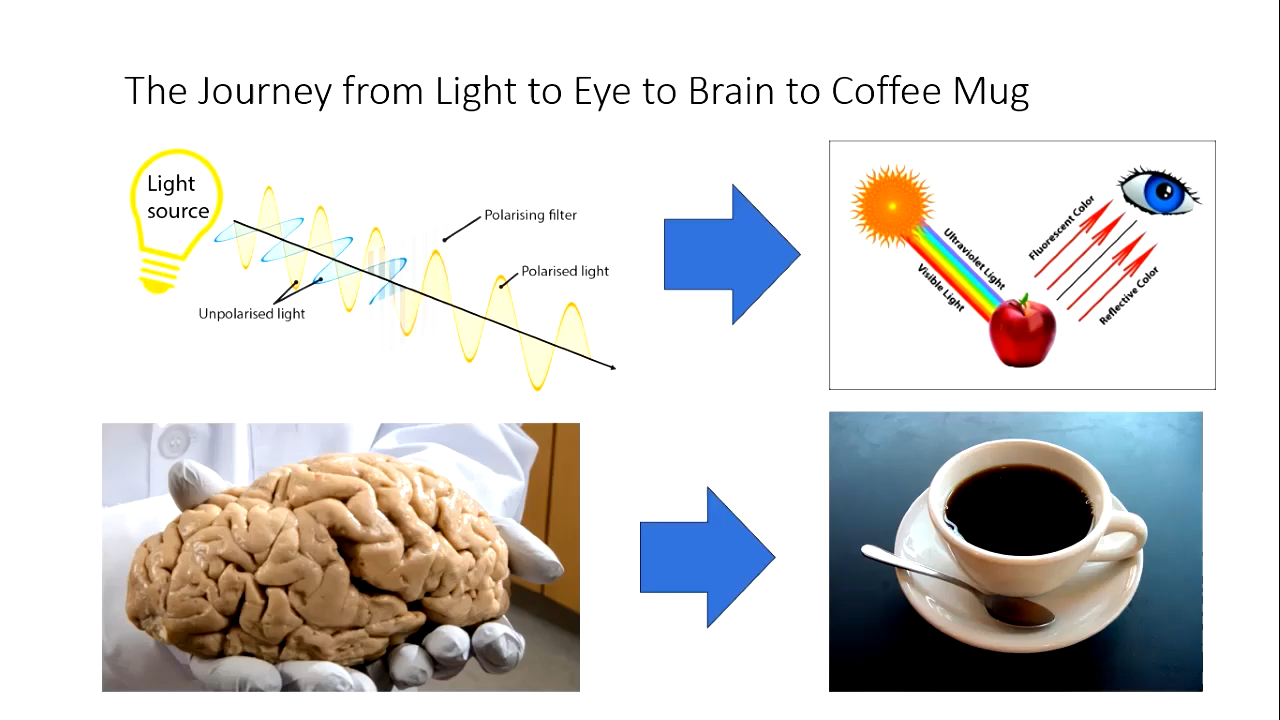 The Journey from Light to Eye to Brain to Coffee Mug
Light
source
Polarising filter
Polarised light
Unpolarised light
Ultraviolet Light
Visible Light
Fluorescent Color
Reflective Color